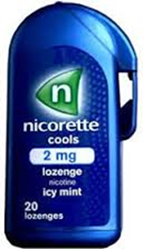 n
nicorette
cools
2 mg
lozenge
nicotine
icy mint
20
lozenges